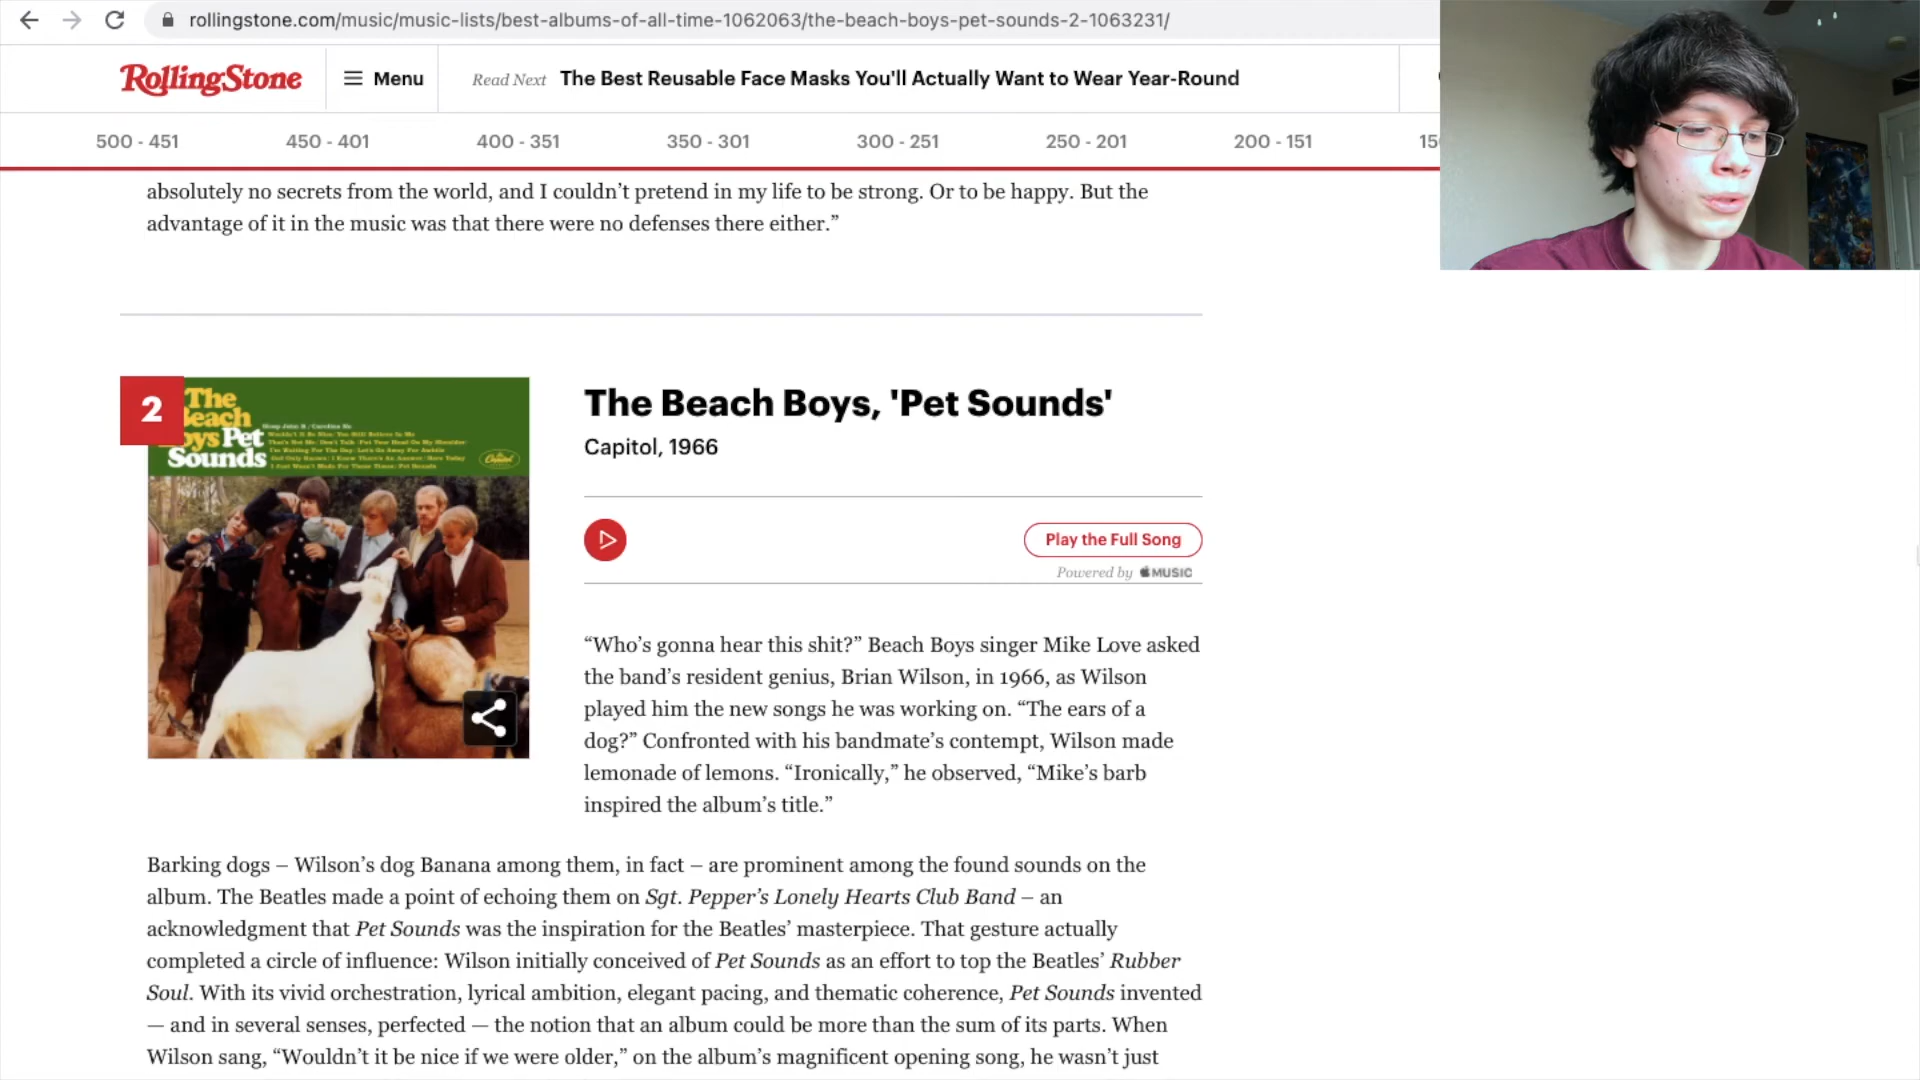 rollingstone.com/music/music-lists/best-albums-of-all-time-1062063/the-beach-boys-pet-sounds-2-1063231/
RollingStone
Menu
Read Next The Best Reusable Face Masks You'll Actually Want to Wear Year-Round
500 - 451 450 - 401 400 - 351 350 - 301 300 - 251 250 - 201 200 - 151 15
absolutely no secrets from the world, and I couldn’t pretend in my life to be strong. Or to be happy. But the
advantage of it in the music was that there were no defenses there either.”
2
The
Beach
Boys Pet
Sounds
The Beach Boys, 'Pet Sounds'
Capitol, 1966
Play the Full Song
Powered by MUSIC
“Who’s gonna hear this shit?” Beach Boys singer Mike Love asked
the band’s resident genius, Brian Wilson, in 1966, as Wilson
played him the new songs he was working on. “The ears of a
dog?” Confronted with his bandmate’s contempt, Wilson made
lemonade of lemons. “Ironically,” he observed, “Mike’s barb
inspired the album’s title.”
Barking dogs – Wilson’s dog Banana among them, in fact – are prominent among the found sounds on the
album. The Beatles made a point of echoing them on Sgt. Pepper’s Lonely Hearts Club Band – an
acknowledgment that Pet Sounds was the inspiration for the Beatles’ masterpiece. That gesture actually
completed a circle of influence: Wilson initially conceived of Pet Sounds as an effort to top the Beatles’ Rubber
Soul. With its vivid orchestration, lyrical ambition, elegant pacing, and thematic coherence, Pet Sounds invented
— and in several senses, perfected — the notion that an album could be more than the sum of its parts. When
Wilson sang, “Wouldn’t it be nice if we were older,” on the album’s magnificent opening song, he wasn’t just